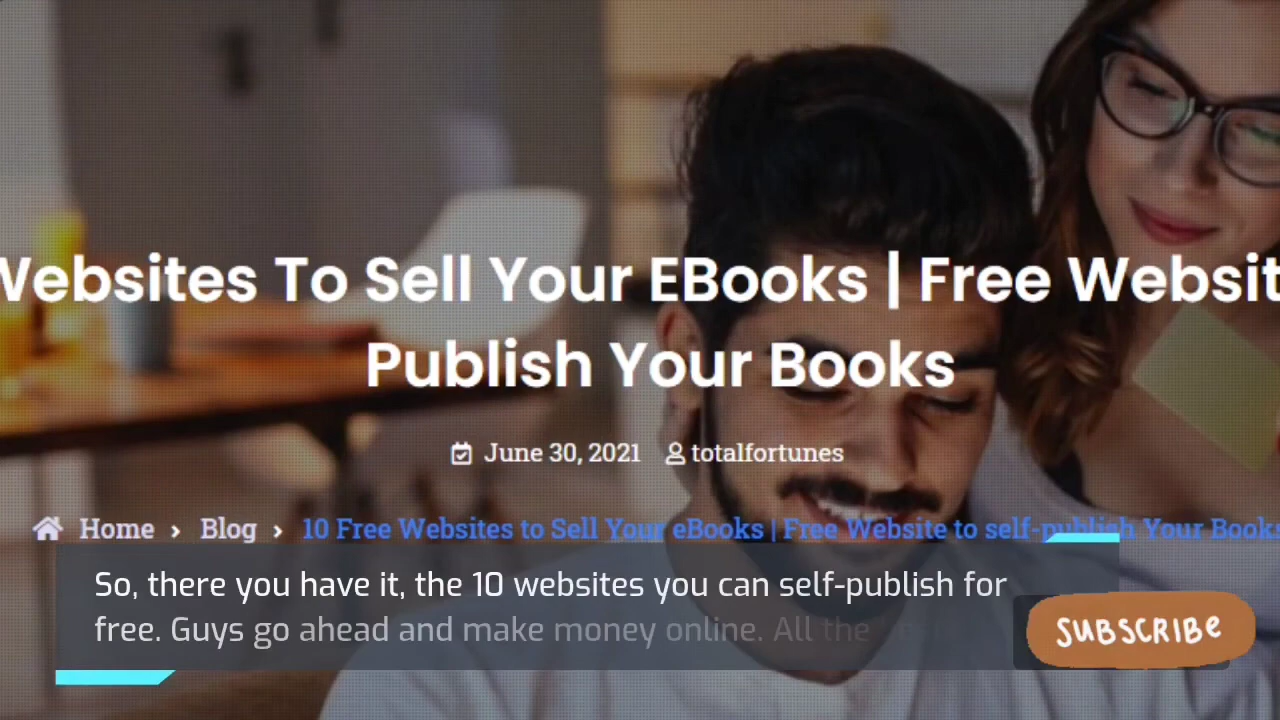 Websites To Sell Your EBooks | Free Websit
Publish Your Books
June 30, 2021 totalfortunes
Home > Blog > 10 Free Websites to Sell Your eBooks | Free Website to self-publish Your Books
So, there you have it, the 10 websites you can self-publish for
free. Guys go ahead and make money online. All the
SUBSCRIBE